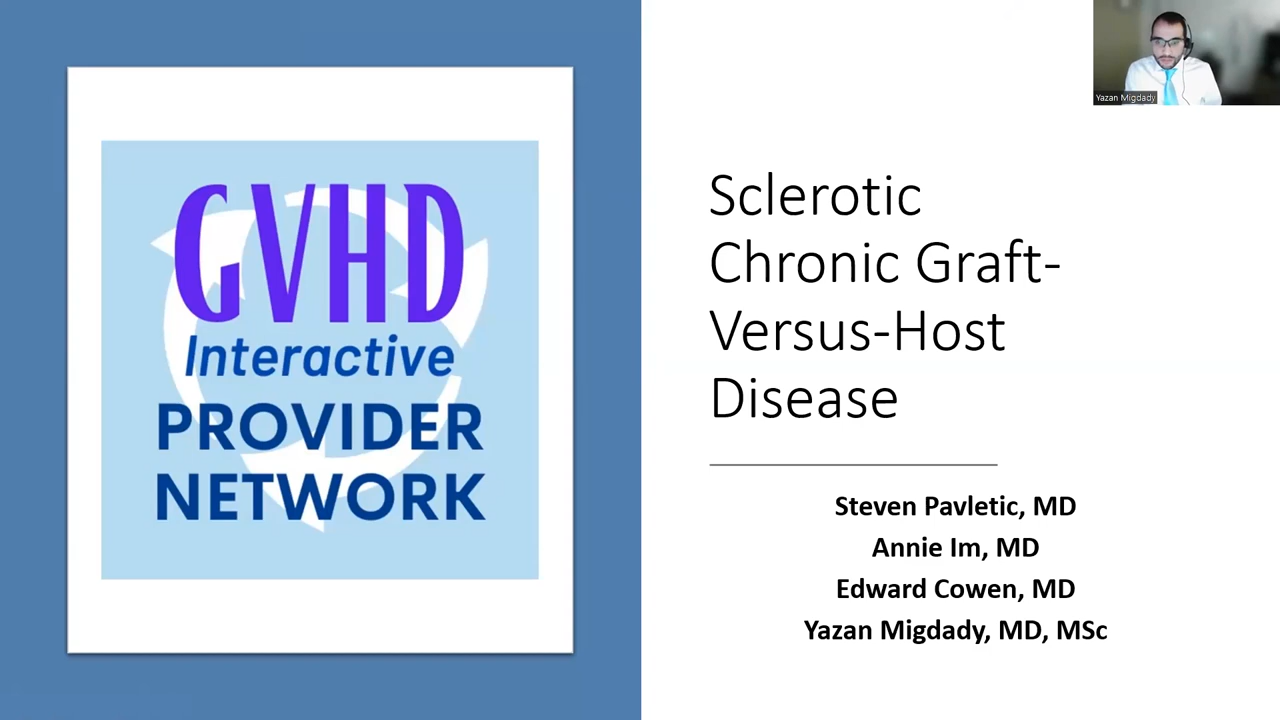 GVHD
Interactive
PROVIDER
NETWORK
Yazan Migdady
Sclerotic
Chronic Graft-
Versus-Host
Disease
Steven Pavletic, MD
Annie Im, MD
Edward Cowen, MD
Yazan Migdady, MD, MSc